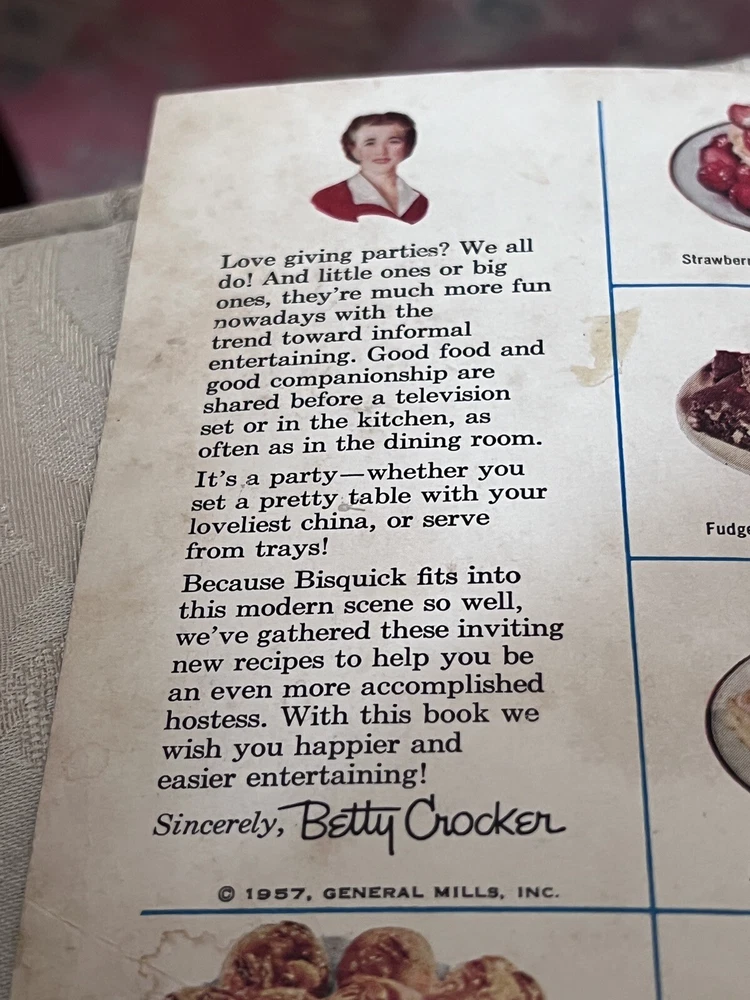 Love giving parties? We all
do! And little ones or big
ones, they're much more fun
nowadays with the
trend toward informal
entertaining. Good food and
good companionship are
shared before a television
set or in the kitchen, as
often as in the dining room.
It's a party—whether you
set a pretty table with your
loveliest china, or serve
from trays!
Because Bisquick fits into
this modern scene so well,
we've gathered these inviting
new recipes to help you be
an even more accomplished
hostess. With this book we
wish you happier and
easier entertaining!
Sincerely, Betty Crocker
© 1957, GENERAL MILLS, INC.
Strawberr
Fudge